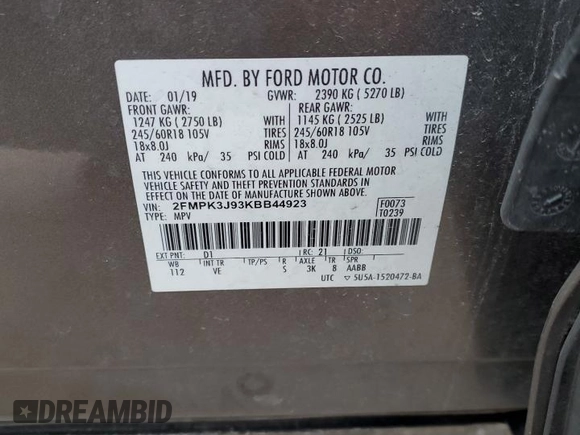 MFD. BY FORD MOTOR CO.
DATE: 01/19 GVWR: 2390 KG ( 5270 LB)
FRONT GAWR: REAR GAWR:
1247 KG ( 2750 LB) WITH 1145 KG ( 2525 LB) WITH
245/60R18 105V TIRES 245/60R18 105V TIRES
18x8.0J RIMS 18x8.0J RIMS
AT 240 kPa/ 35 PSI COLD AT 240 kPa/ 35 PSI COLD
THIS VEHICLE CONFORMS TO ALL APPLICABLE FEDERAL MOTOR
VEHICLE SAFETY AND BUMPER STANDARDS AND THEFT PREVENTION STANDARDS IN
EFFECT ON THE DATE OF MANUFACTURE SHOWN ABOVE.
VIN: 2FMPK3J93KBB44923 F0073
TYPE: MPV T0239
EXT PNT: D1 RC: 21 DSO:
WB INT TR TP/PS R AXLE TR SPR
112 VE S 3K 8 AABB
UTC ▽ 5U5A-1520472-BA
DREAMBID